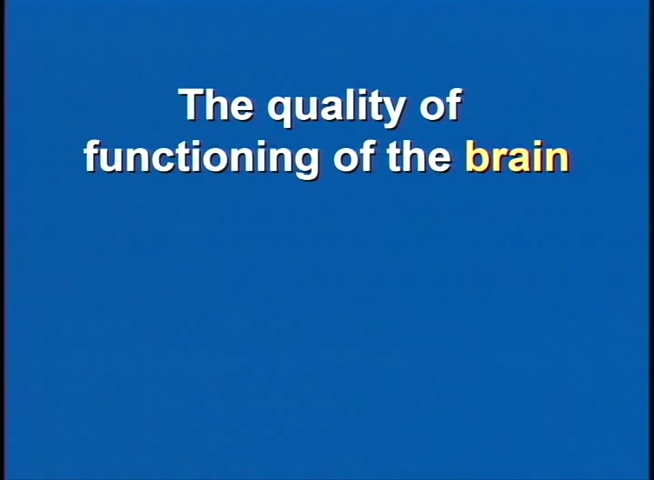 The quality of
functioning of the brain